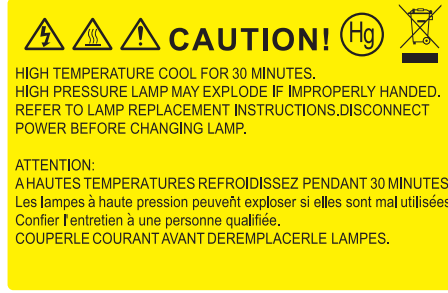 CAUTION! Hg
HIGH TEMPERATURE COOL FOR 30 MINUTES.
HIGH PRESSURE LAMP MAY EXPLODE IF IMPROPERLY HANDED.
REFER TO LAMP REPLACEMENT INSTRUCTIONS.DISCONNECT
POWER BEFORE CHANGING LAMP.
ATTENTION:
A HAUTES TEMPERATURES REFROIDISSEZ PENDANT 30 MINUTES
Les lampes à haute pression peuveñt exploser si elles sont mal utilisées
Confier l'entretien à une personne qualifiée.
COUPERLE COURANT AVANT DEREMPLACERLE LAMPES.